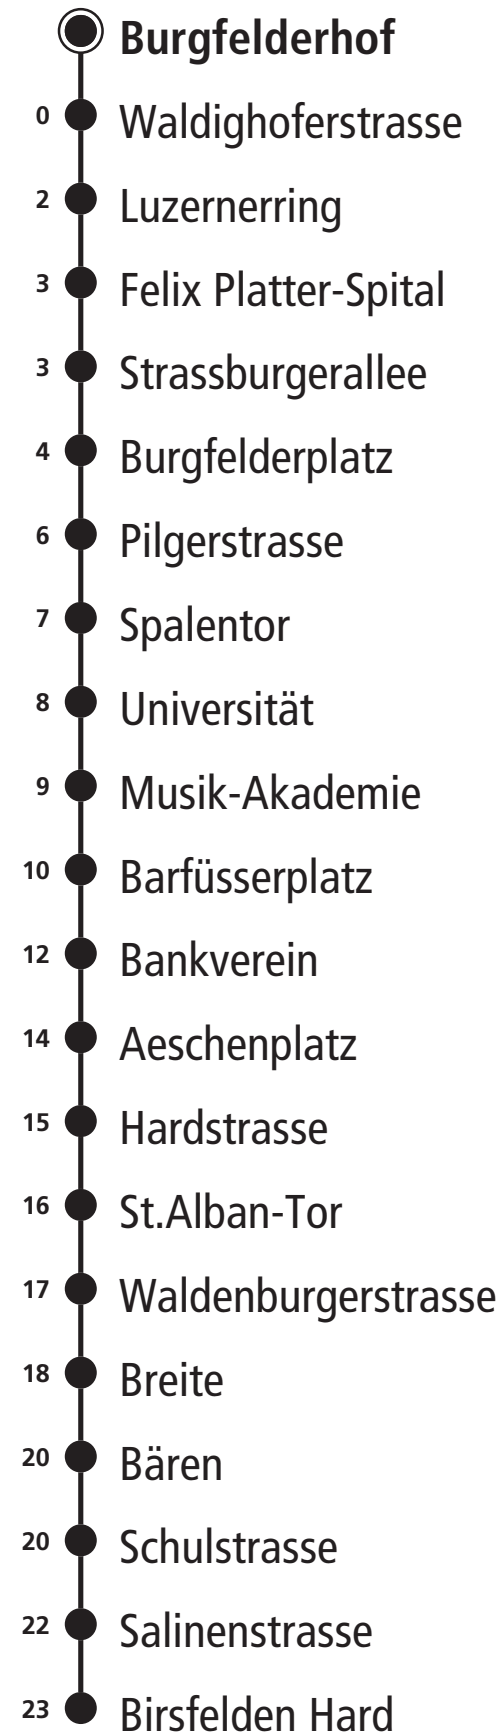 Burgfelderhof
0 Waldighoferstrasse
2 Luzernerring
3 Felix Platter-Spital
3 Strassburgerallee
4 Burgfelderplatz
6 Pilgerstrasse
7 Spalentor
8 Universität
9 Musik-Akademie
10 Barfüsserplatz
12 Bankverein
14 Aeschenplatz
15 Hardstrasse
16 St.Alban-Tor
17 Waldenburgerstrasse
18 Breite
20 Bären
20 Schulstrasse
22 Salinenstrasse
23 Birsfelden Hard